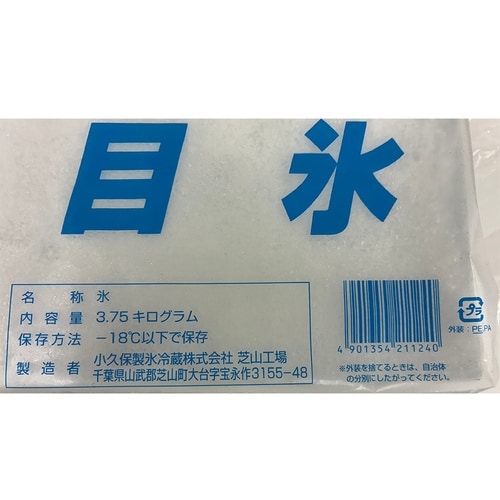 目氷
名称 氷
内容量 3.75キログラム
保存方法 −18℃以下で保存
製造者 小久保製氷冷蔵株式会社 芝山工場
千葉県山武郡芝山町大台字宝永作3155−48
4 901354 211240
※外装を捨てるときは、自治体
の分別にしたがってください。
プラ
外装：PE,PA